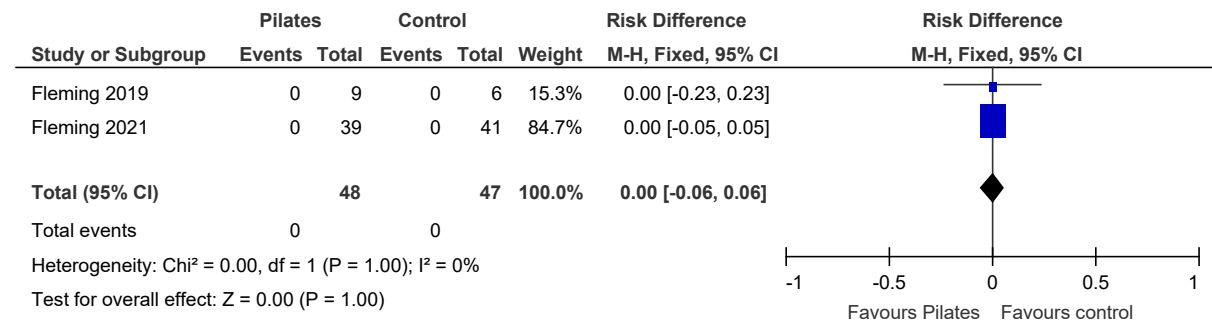 Pilates Control Risk Difference Risk Difference
Study or Subgroup Events Total Events Total Weight M-H, Fixed, 95% CI M-H, Fixed, 95% CI
Fleming 2019 0 9 0 6 15.3% 0.00 [-0.23, 0.23]
Fleming 2021 0 39 0 41 84.7% 0.00 [-0.05, 0.05]
Total (95% CI) 48 47 100.0% 0.00 [-0.06, 0.06]
Total events 0 0
Heterogeneity: Chi² = 0.00, df = 1 (P = 1.00); I² = 0%
Test for overall effect: Z = 0.00 (P = 1.00)
-1 -0.5 0 0.5 1
Favours Pilates Favours control